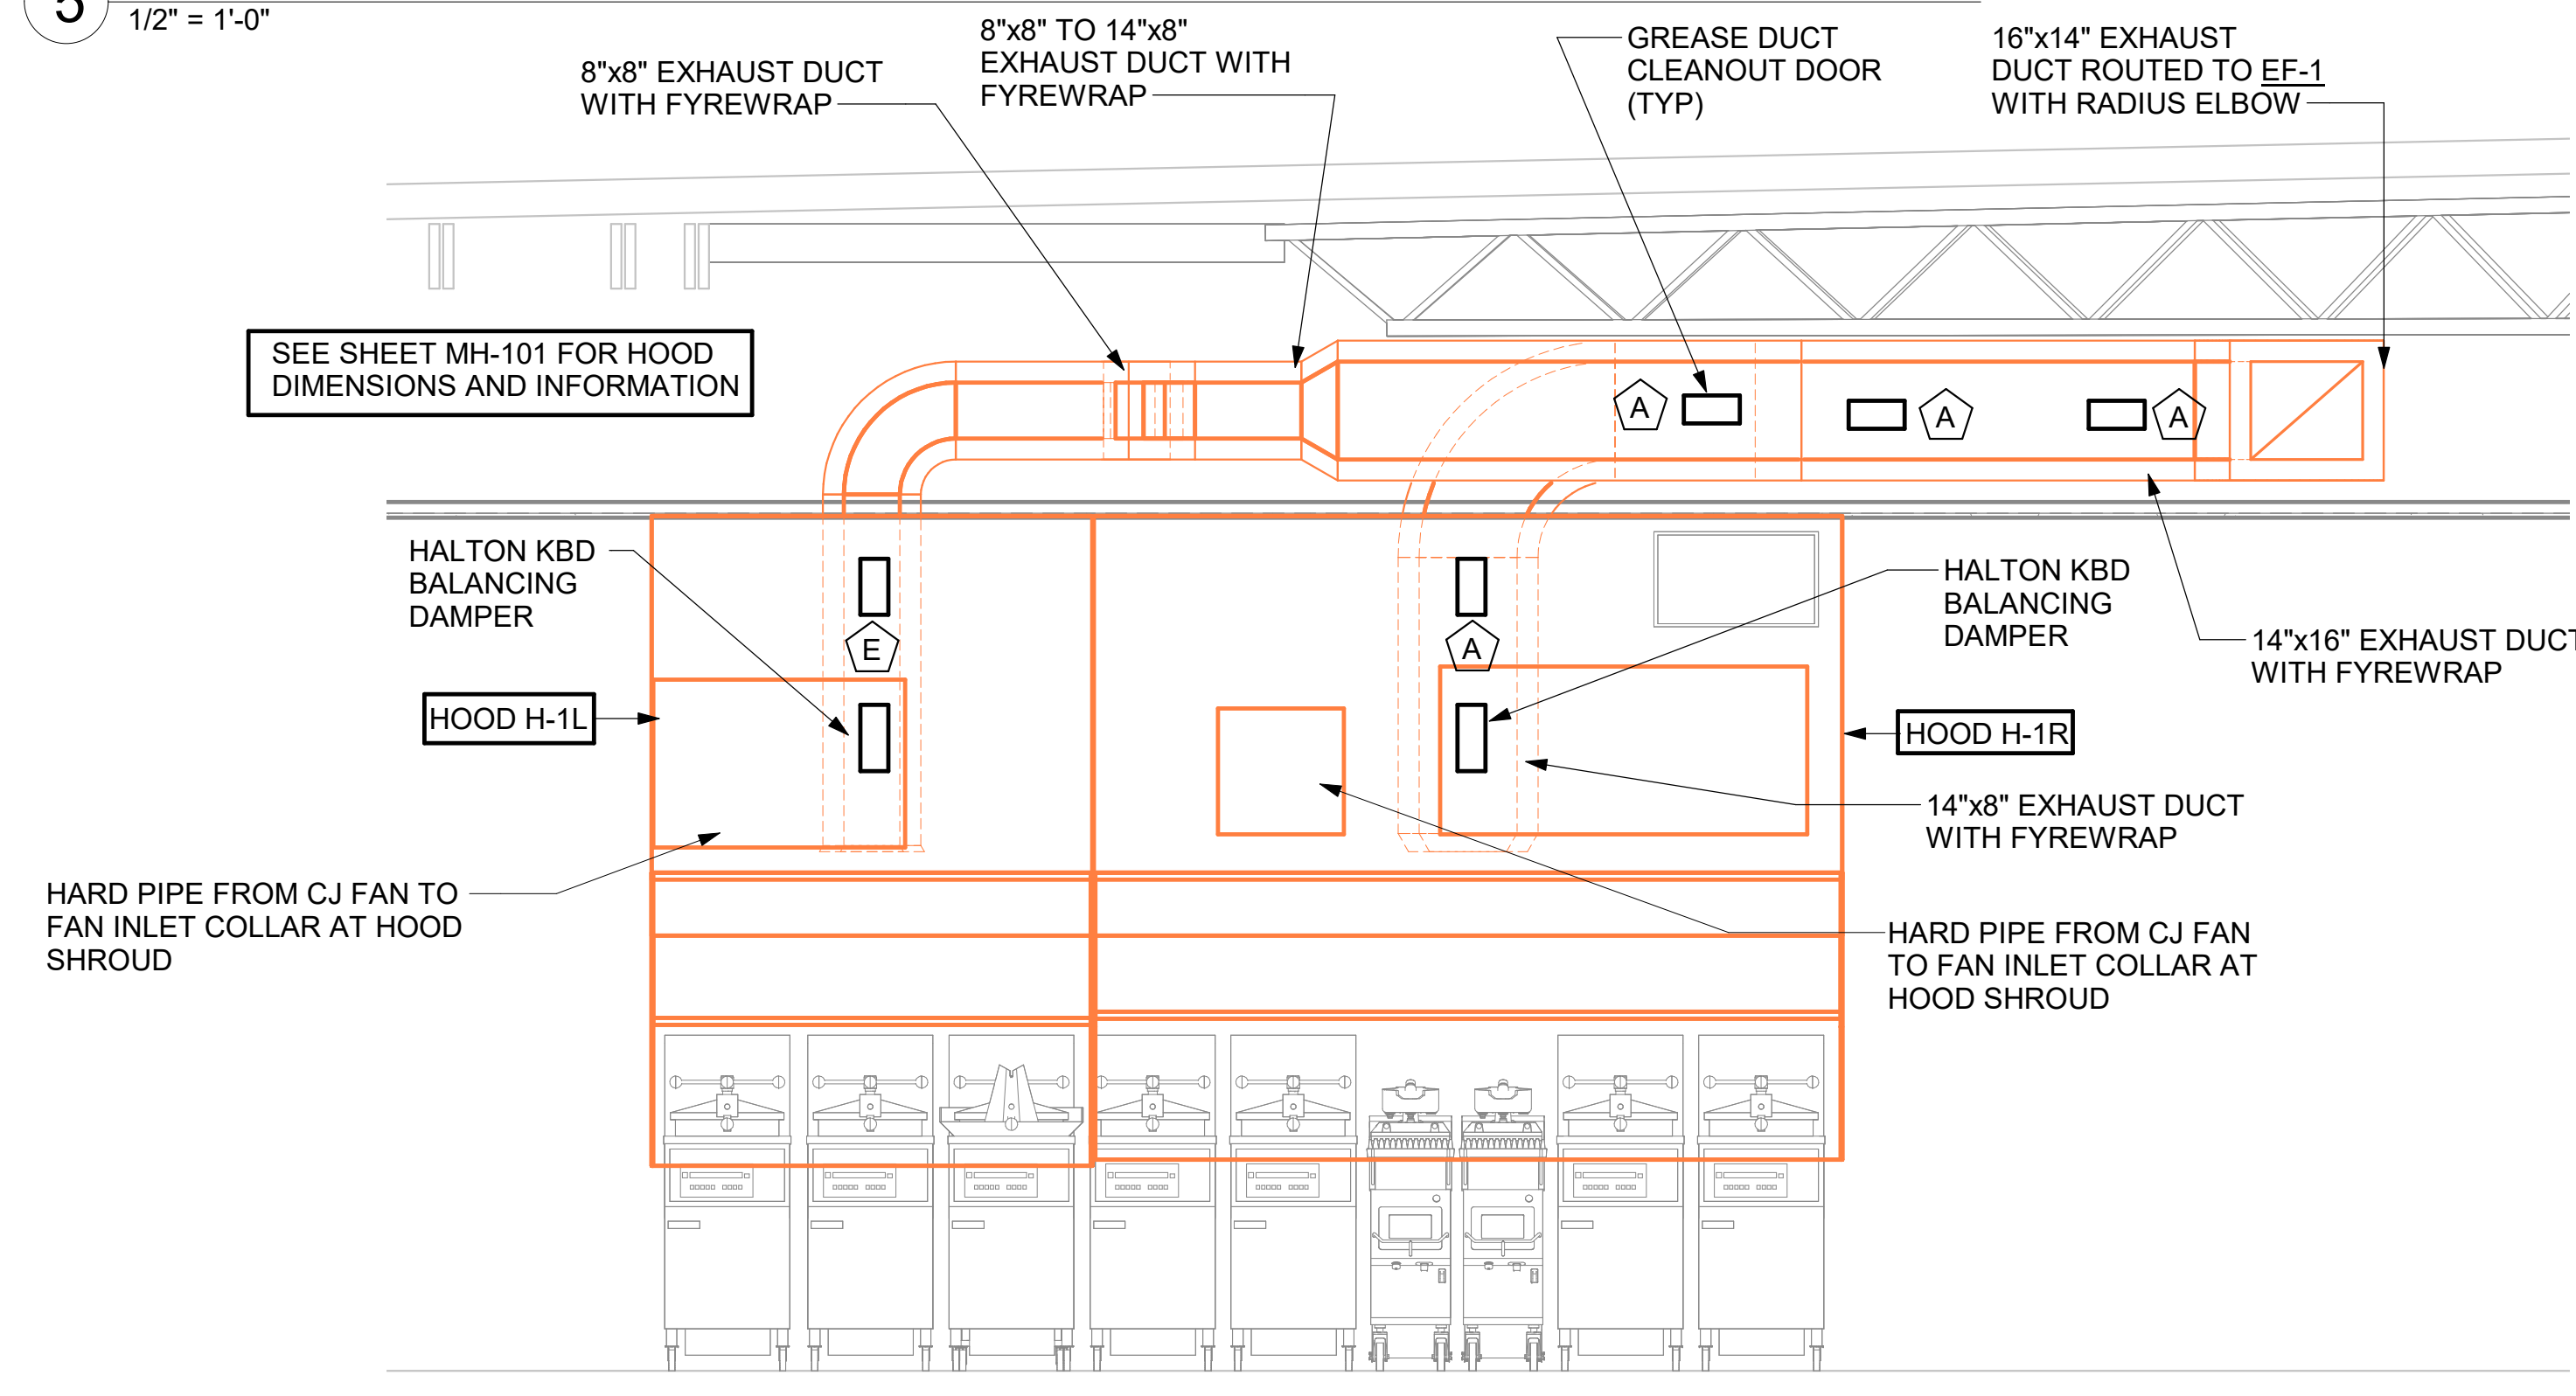 5
1/2" = 1'-0"
8"x8" EXHAUST DUCT
WITH FYREWRAP
8"x8" TO 14"x8"
EXHAUST DUCT WITH
FYREWRAP
GREASE DUCT
CLEANOUT DOOR
(TYP)
16"x14" EXHAUST
DUCT ROUTED TO EF-1
WITH RADIUS ELBOW
SEE SHEET MH-101 FOR HOOD
DIMENSIONS AND INFORMATION
A
A
A
HALTON KBD
BALANCING
DAMPER
E
A
HALTON KBD
BALANCING
DAMPER
14"x16" EXHAUST DUCT
WITH FYREWRAP
HOOD H-1L
HOOD H-1R
14"x8" EXHAUST DUCT
WITH FYREWRAP
HARD PIPE FROM CJ FAN TO
FAN INLET COLLAR AT HOOD
SHROUD
HARD PIPE FROM CJ FAN
TO FAN INLET COLLAR AT
HOOD SHROUD